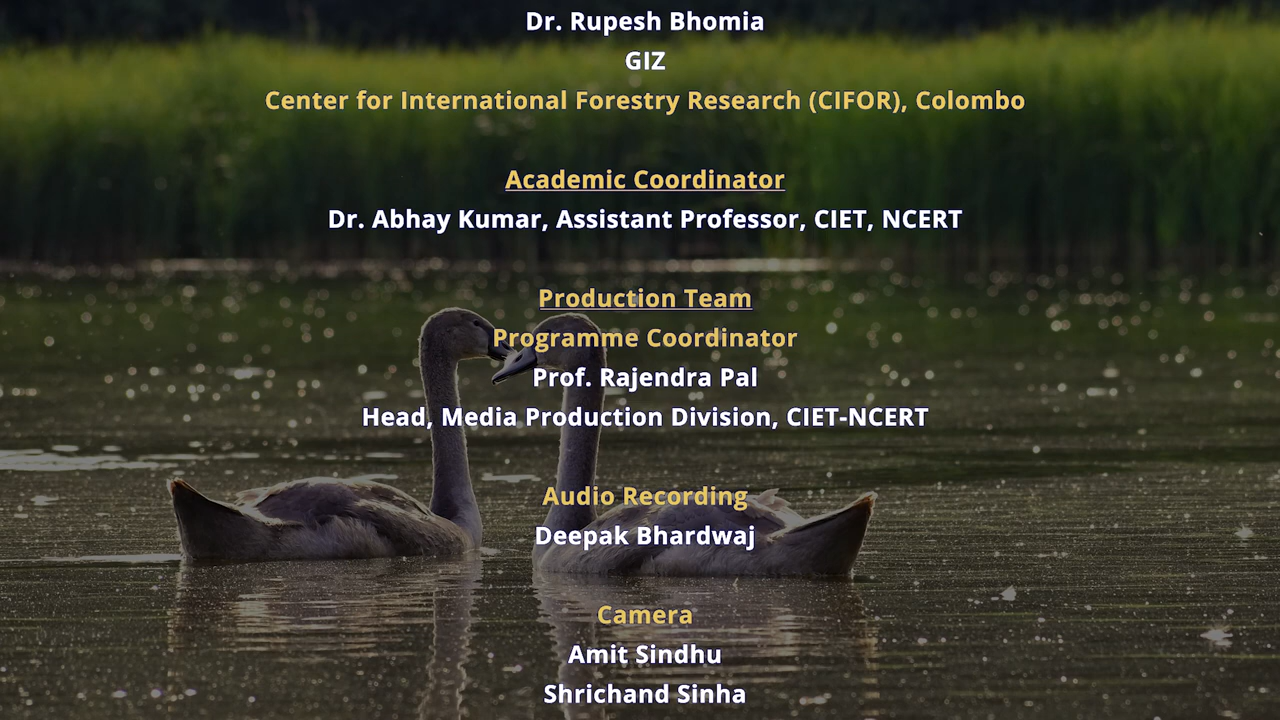 Dr. Rupesh Bhomia
GIZ
Center for International Forestry Research (CIFOR), Colombo
Academic Coordinator
Dr. Abhay Kumar, Assistant Professor, CIET, NCERT
Production Team
Programme Coordinator
Prof. Rajendra Pal
Head, Media Production Division, CIET-NCERT
Audio Recording
Deepak Bhardwaj
Camera
Amit Sindhu
Shrichand Sinha